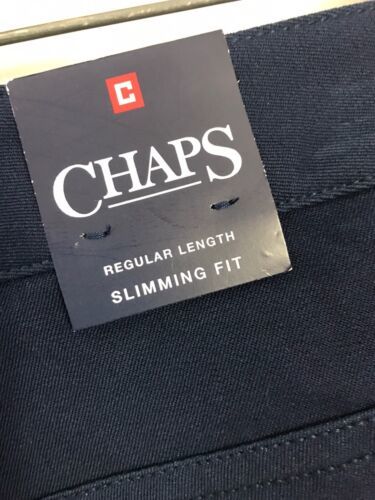 C
CHAPS
REGULAR LENGTH
SLIMMING FIT